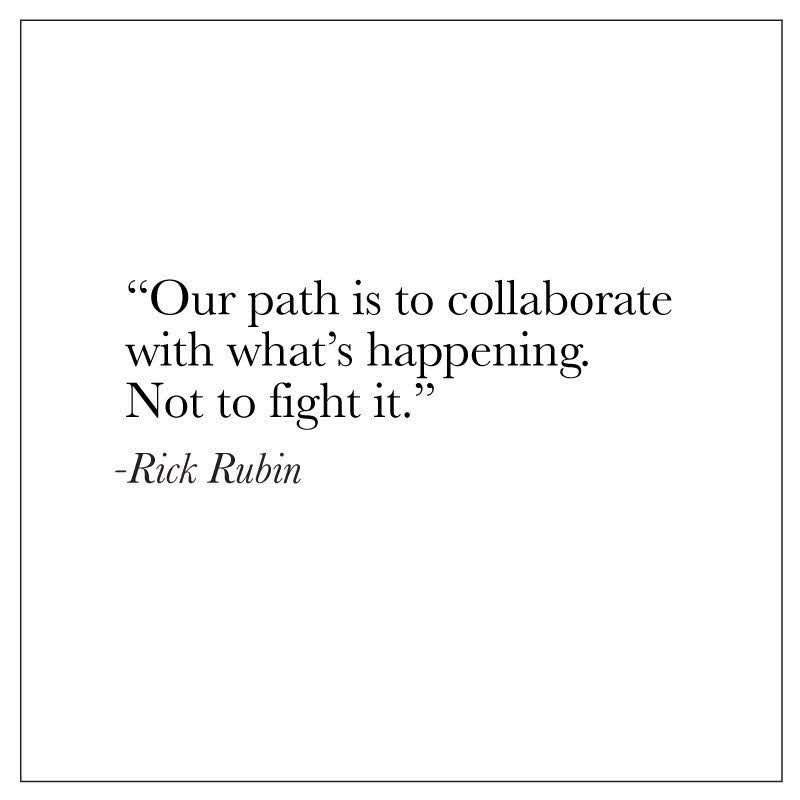 “Our path is to collaborate
with what’s happening.
Not to fight it.”
-Rick Rubin